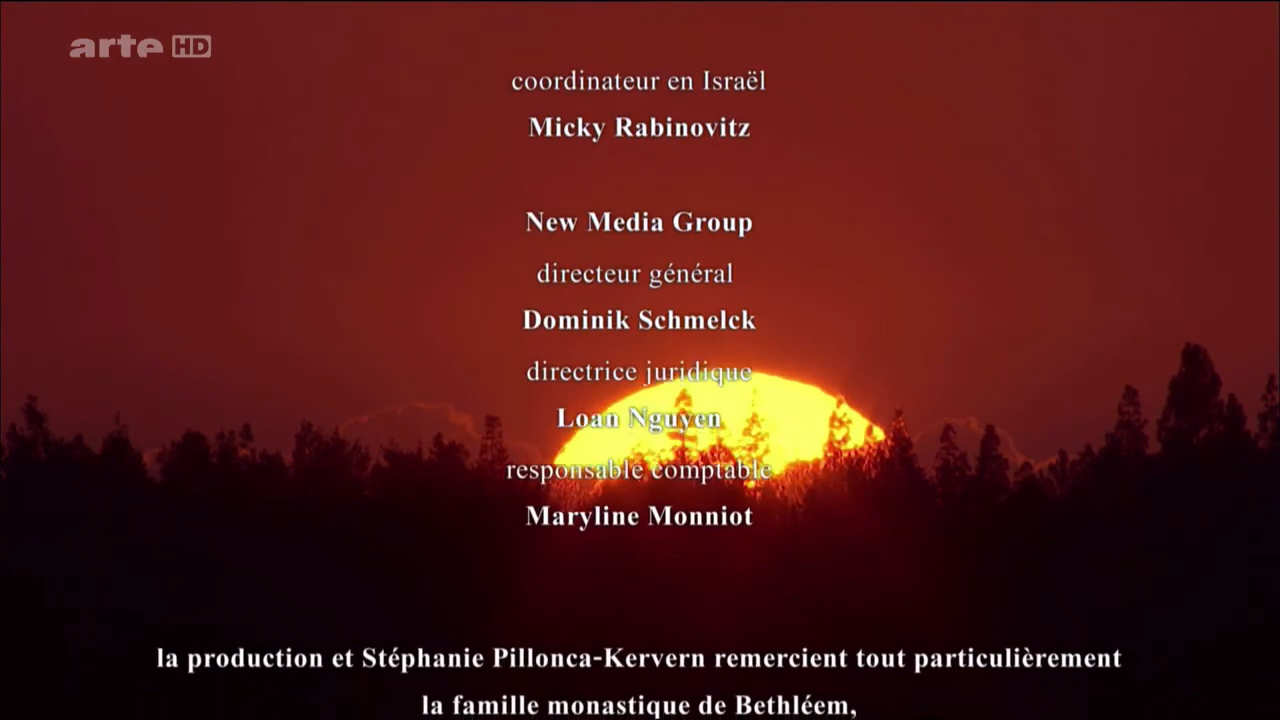 arte HD
coordinateur en Israël
Micky Rabinovitz
New Media Group
directeur général
Dominik Schmelck
directrice juridique
Loan Nguyen
responsable comptable
Maryline Monniot
la production et Stéphanie Pillonca-Kervern remercient tout particulièrement
la famille monastique de Bethléem,